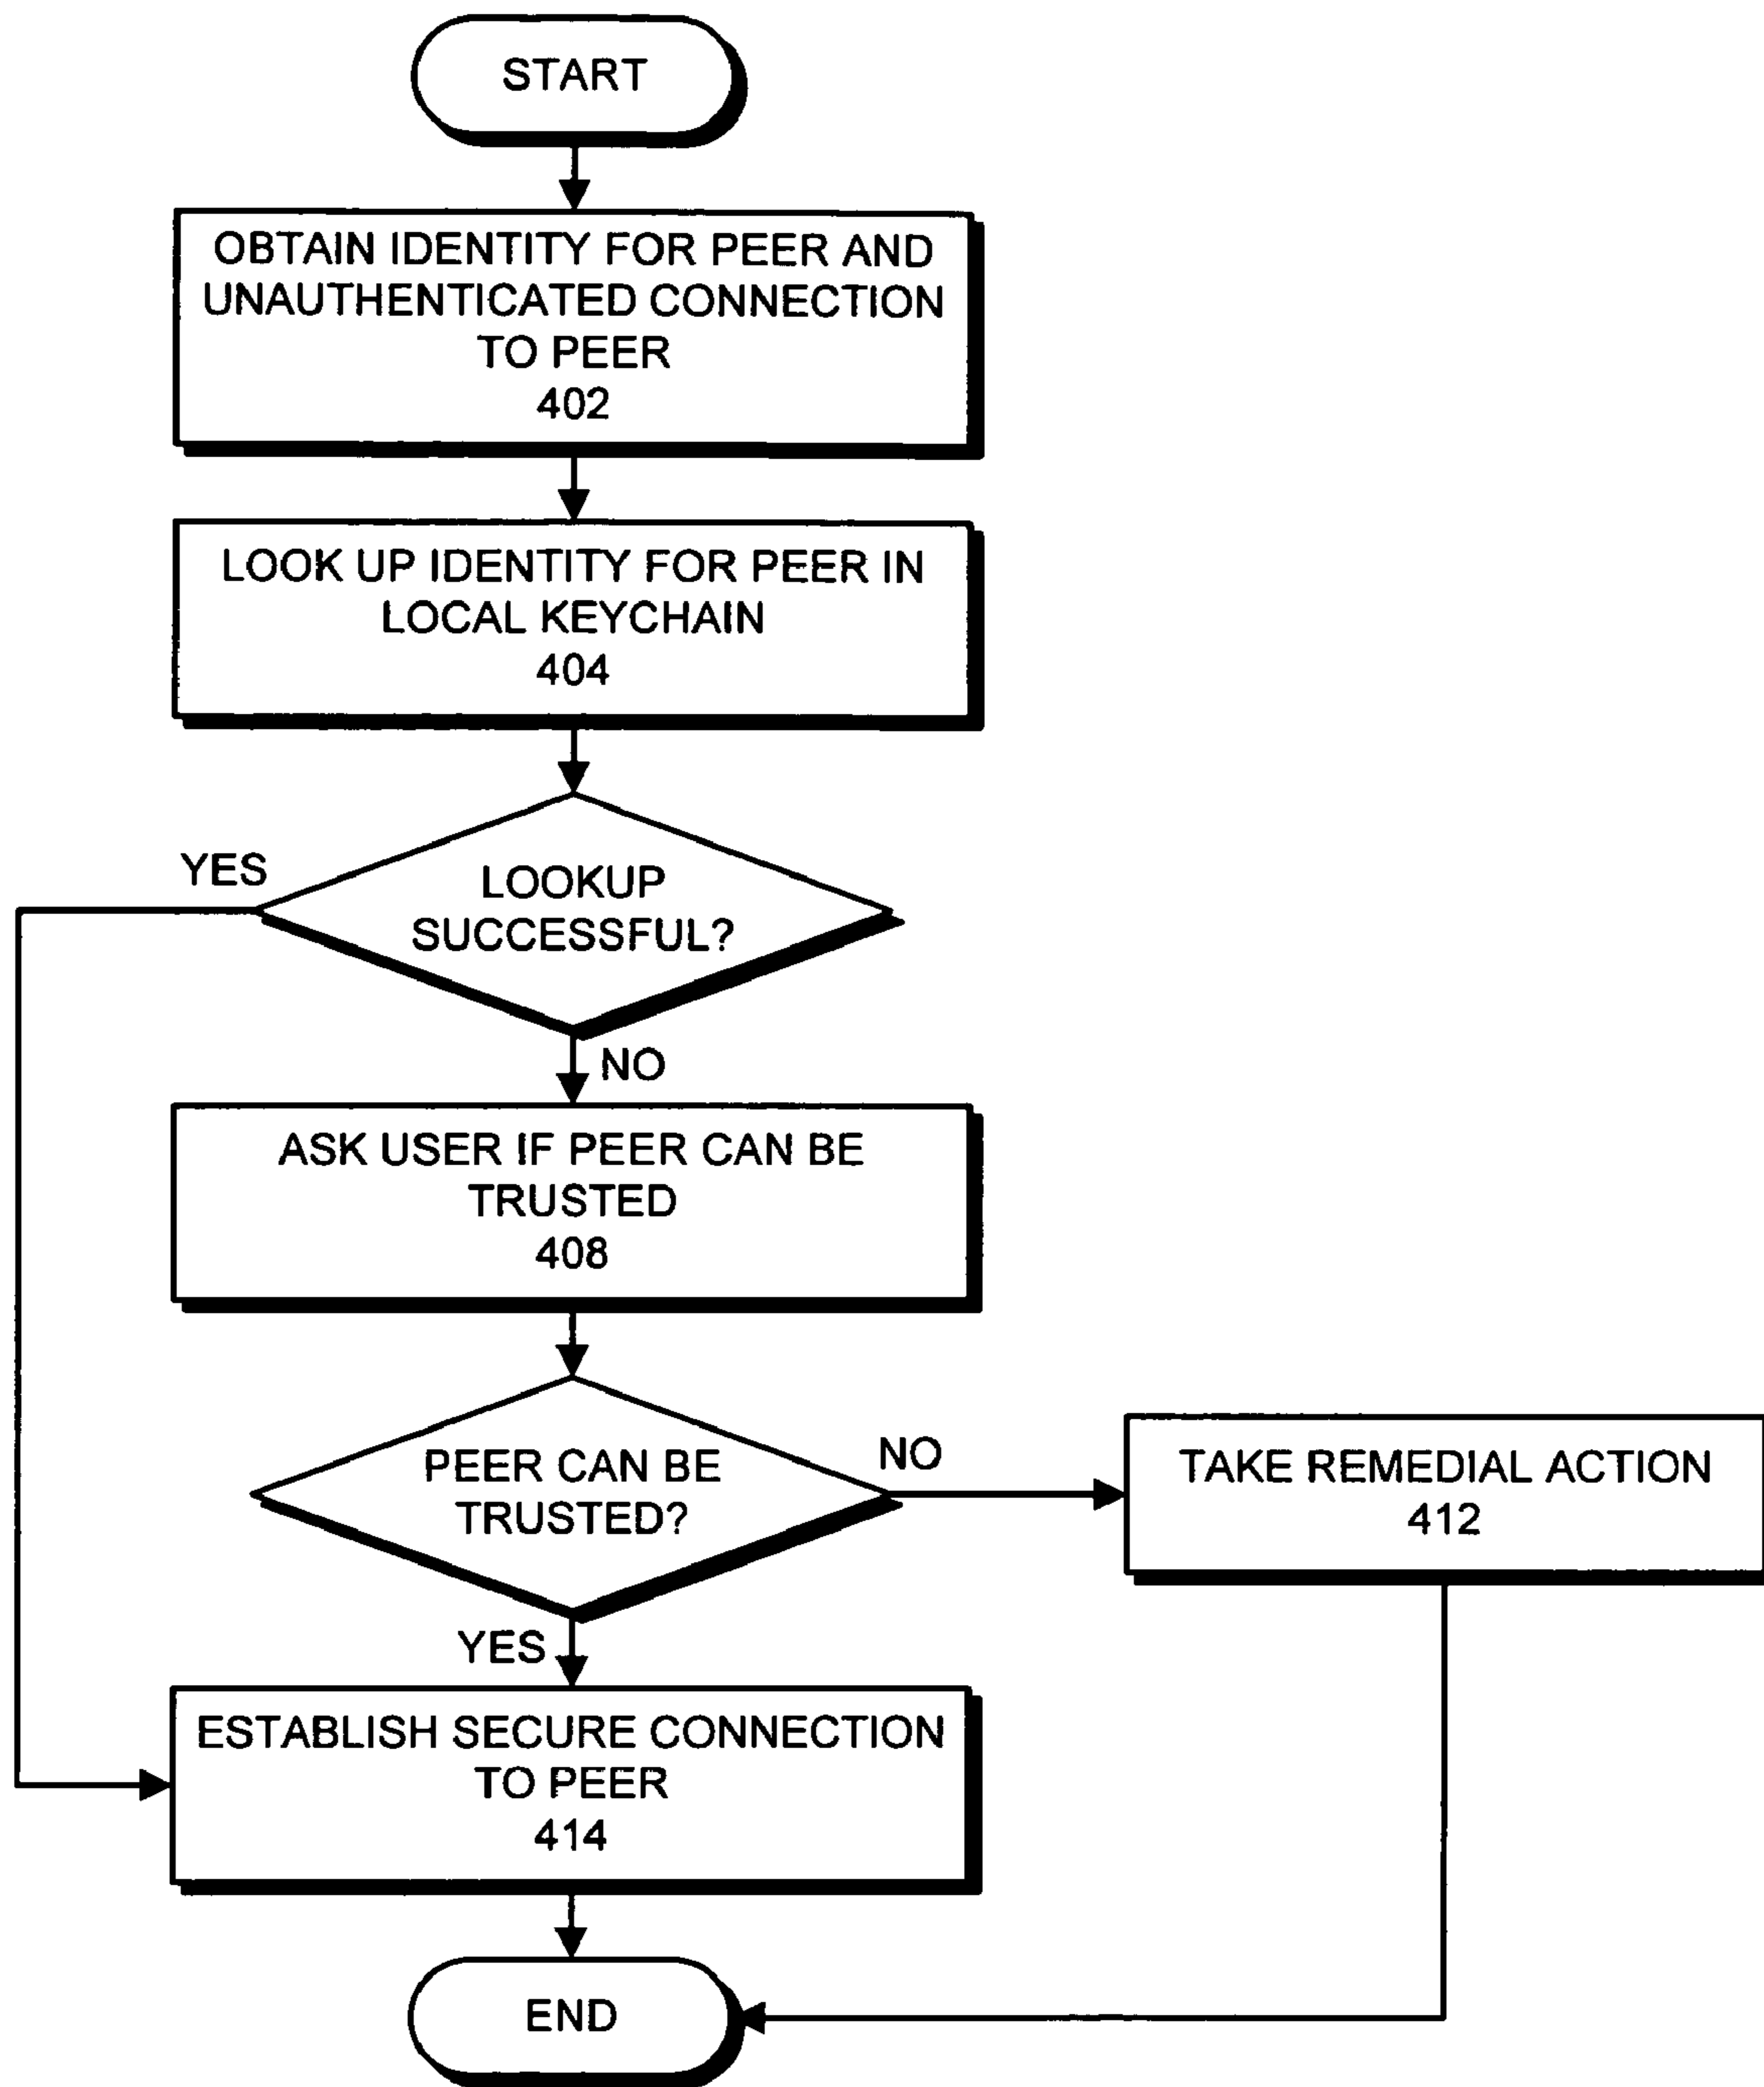 START
OBTAIN IDENTITY FOR PEER AND
UNAUTHENTICATED CONNECTION
TO PEER
402
LOOK UP IDENTITY FOR PEER IN
LOCAL KEYCHAIN
404
YES
LOOKUP
SUCCESSFUL?
NO
ASK USER IF PEER CAN BE
TRUSTED
408
PEER CAN BE
TRUSTED?
NO
TAKE REMEDIAL ACTION
412
YES
ESTABLISH SECURE CONNECTION
TO PEER
414
END